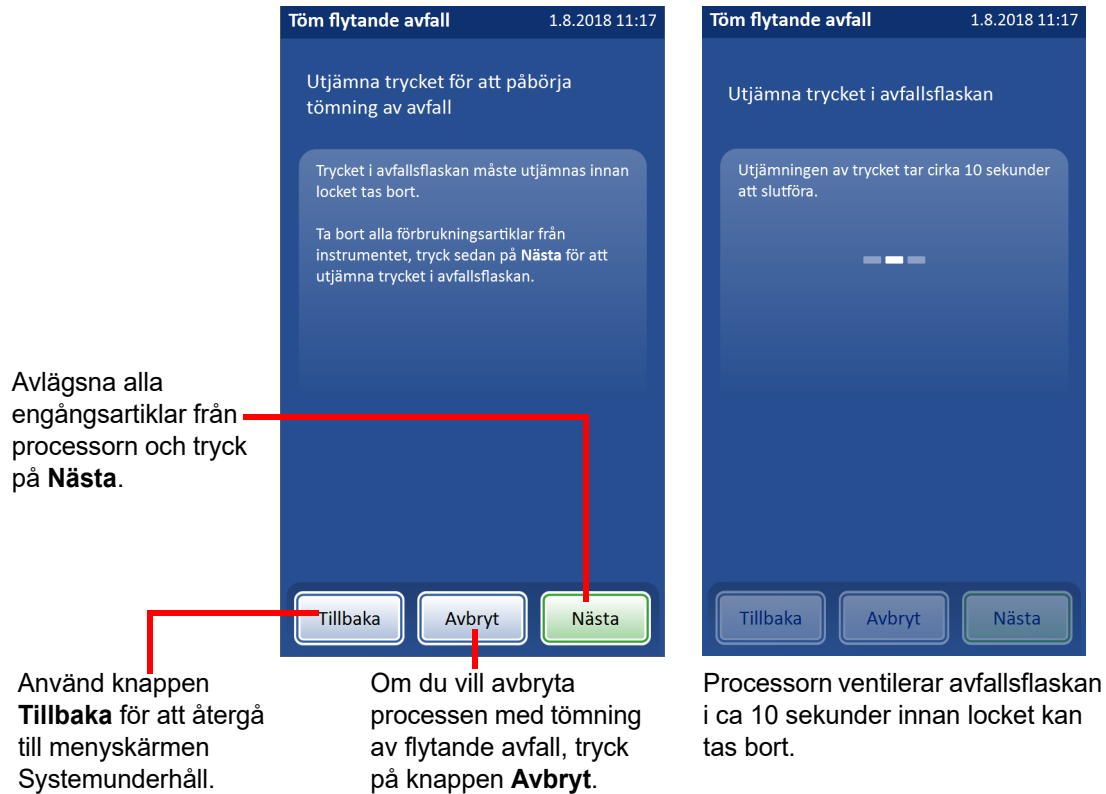 Töm flytande avfall 1.8.2018 11:17
Utjämna trycket för att påbörja
tömning av avfall
Trycket i avfallsflaskan måste utjämnas innan
locket tas bort.
Ta bort alla förbrukningsartiklar från
instrumentet, tryck sedan på Nästa för att
utjämna trycket i avfallsflaskan.
Tillbaka Avbryt Nästa
Töm flytande avfall 1.8.2018 11:17
Utjämna trycket i avfallsflaskan
Utjämningen av trycket tar cirka 10 sekunder
att slutföra.
Tillbaka Avbryt Nästa
Avlägsna alla
engångsartiklar från
processorn och tryck
på Nästa.
Använd knappen
Tillbaka för att återgå
till menyskärmen
Systemunderhåll.
Om du vill avbryta
processen med tömning
av flytande avfall, tryck
på knappen Avbryt.
Processorn ventilerar avfallsflaskan
i ca 10 sekunder innan locket kan
tas bort.